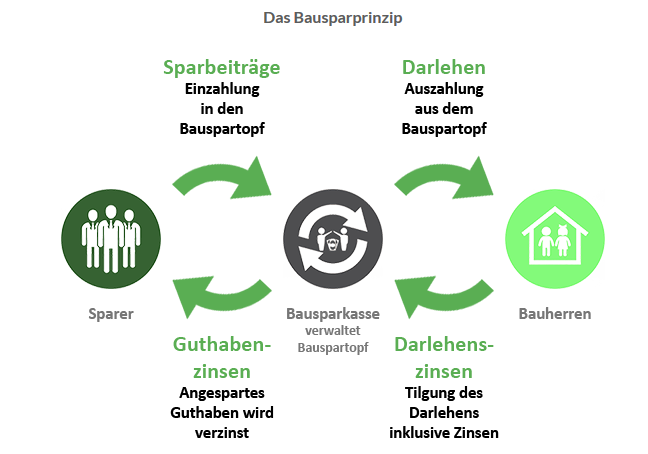 Das Bausparprinzip
Sparbeiträge
Einzahlung
in den
Bauspartopf
Darlehen
Auszahlung
aus dem
Bauspartopf
Sparer
Bausparkasse
verwaltet
Bauspartopf
Bauherren
Guthaben-
zinsen
Angespartes
Guthaben wird
verzinst
Darlehens-
zinsen
Tilgung des
Darlehens
inklusive Zinsen